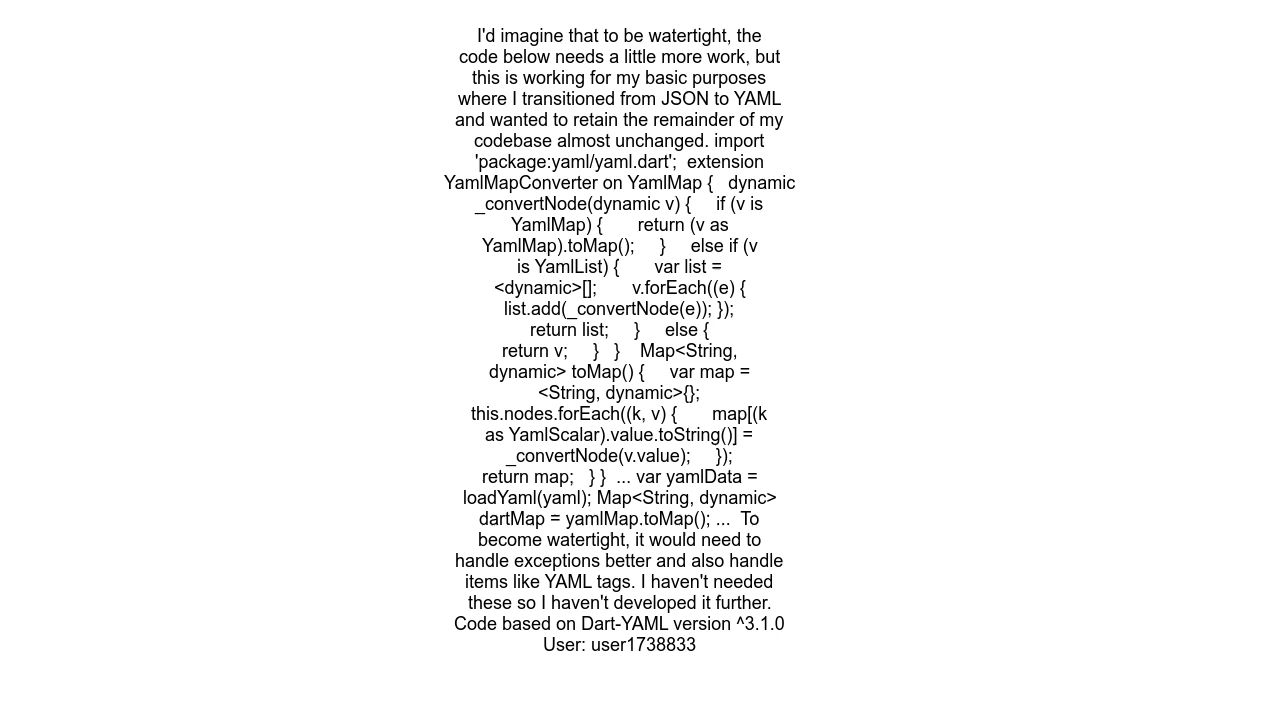 I'd imagine that to be watertight, the
code below needs a little more work, but
this is working for my basic purposes
where I transitioned from JSON to YAML
and wanted to retain the remainder of my
codebase almost unchanged. import
'package:yaml/yaml.dart';  extension
YamlMapConverter on YamlMap {   dynamic
_convertNode(dynamic v) {     if (v is
YamlMap) {       return (v as
YamlMap).toMap();     }     else if (v
is YamlList) {       var list =
<dynamic>[];       v.forEach((e) {
list.add(_convertNode(e)); });
return list;     }     else {
return v;     }   }    Map<String,
dynamic> toMap() {     var map =
<String, dynamic>{};
this.nodes.forEach((k, v) {       map[(k
as YamlScalar).value.toString()] =
_convertNode(v.value);     });
return map;   } }  ... var yamlData =
loadYaml(yaml); Map<String, dynamic>
dartMap = yamlMap.toMap(); ...  To
become watertight, it would need to
handle exceptions better and also handle
items like YAML tags. I haven't needed
these so I haven't developed it further.
Code based on Dart-YAML version ^3.1.0
User: user1738833